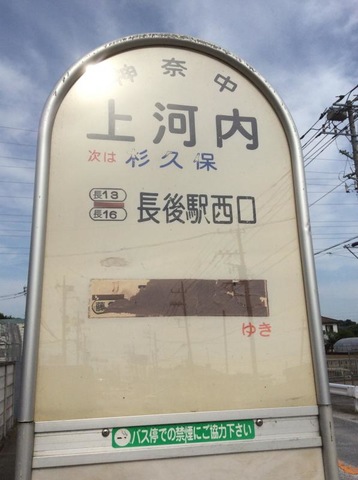 神奈中
上河内
次は 杉久保
長13
長16
長後駅西口
ゆき
バス停での禁煙にご協力下さい